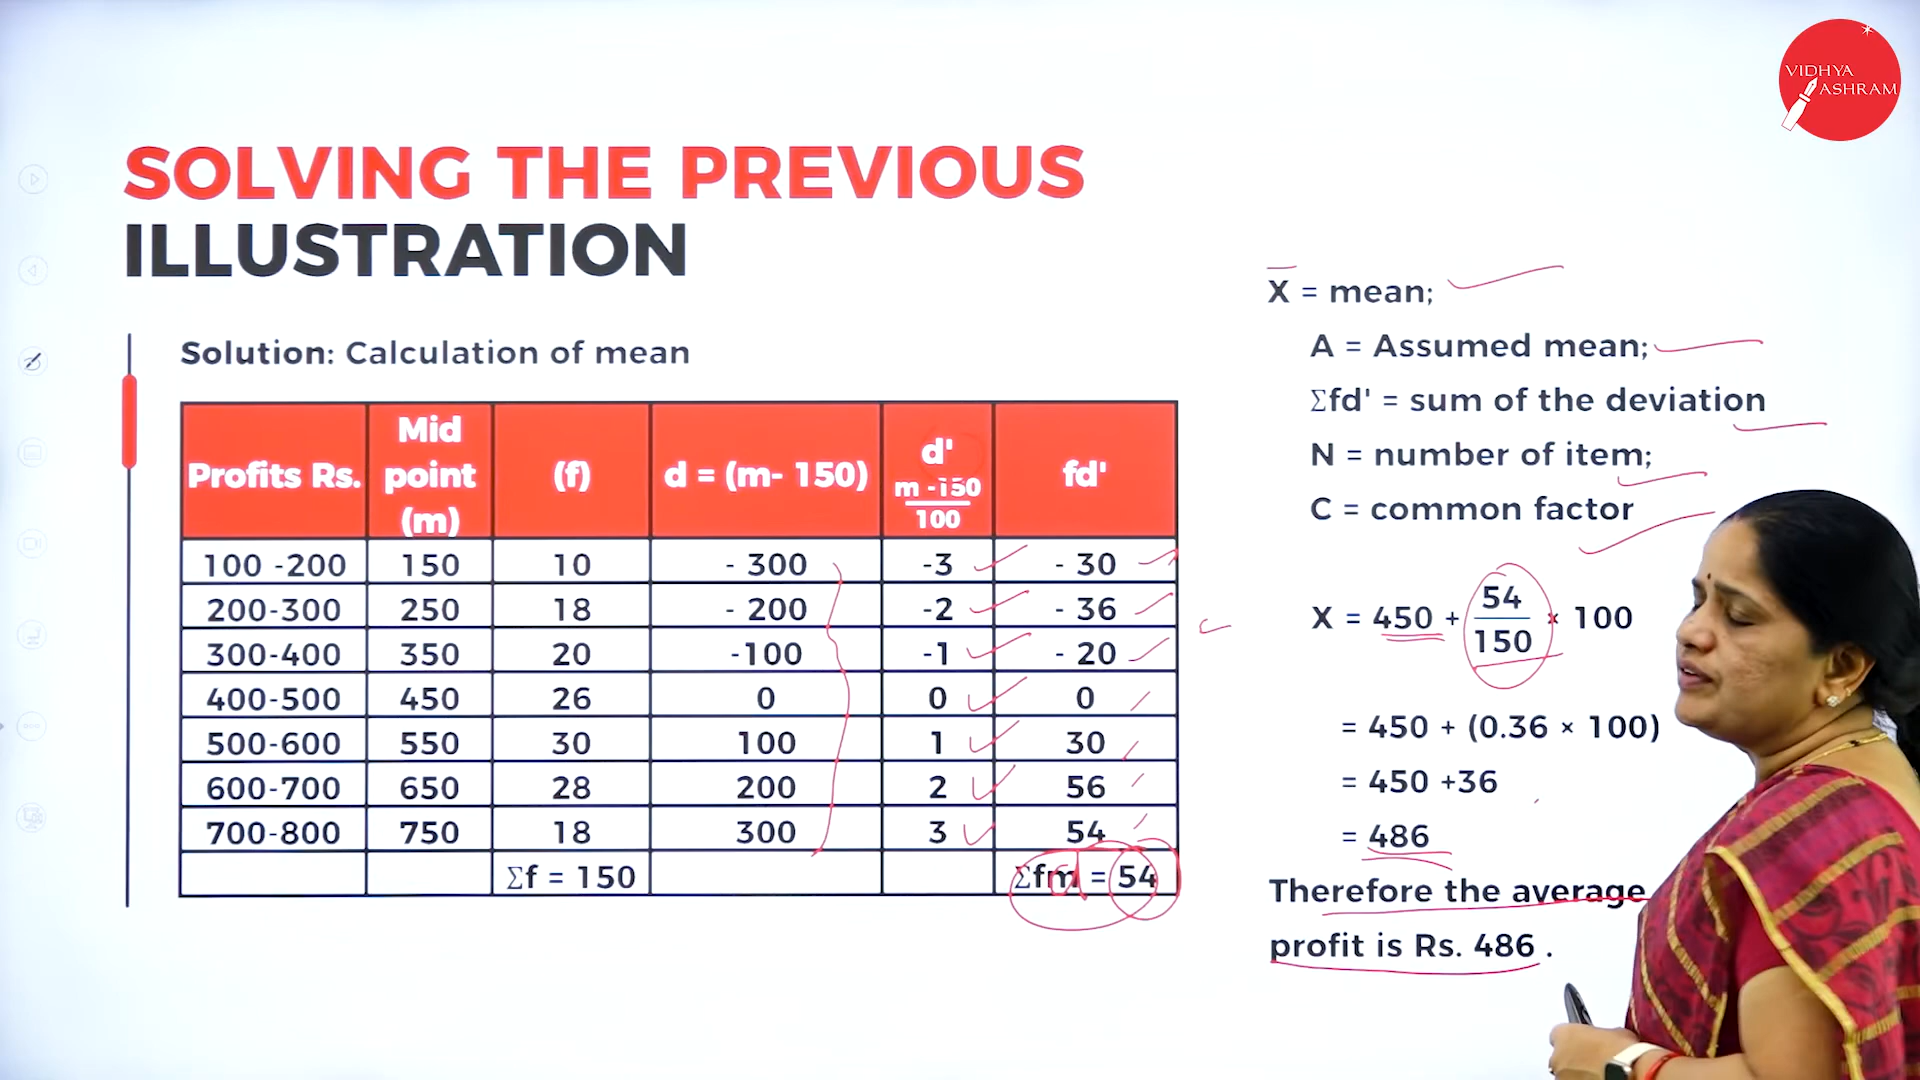 VIDHYA
ASHRAM
SOLVING THE PREVIOUS
ILLUSTRATION
Solution: Calculation of mean
Profits Rs. | Mid point (m) | (f) | d = (m- 150) | d' m -150 / 100 | fd'
100 -200 | 150 | 10 | - 300 | -3 | - 30
200-300 | 250 | 18 | - 200 | -2 | - 36
300-400 | 350 | 20 | -100 | -1 | - 20
400-500 | 450 | 26 | 0 | 0 | 0
500-600 | 550 | 30 | 100 | 1 | 30
600-700 | 650 | 28 | 200 | 2 | 56
700-800 | 750 | 18 | 300 | 3 | 54
Σf = 150 | Σfm = 54
d
X̄ = mean;
A = Assumed mean;
Σfd' = sum of the deviation
N = number of item;
C = common factor
X = 450 + 54/150 × 100
= 450 + (0.36 × 100)
= 450 +36
= 486
Therefore the average
profit is Rs. 486 .